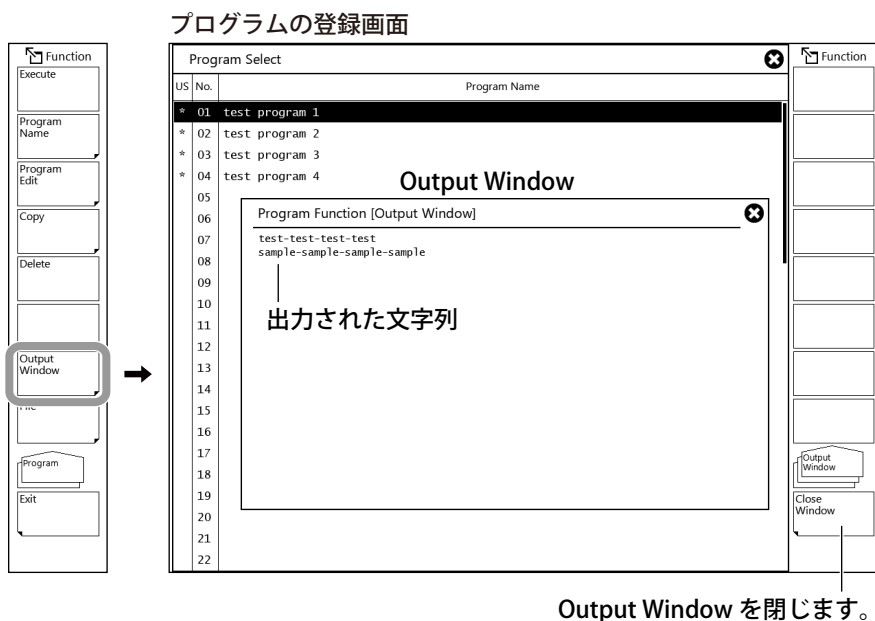 プログラムの登録画面
Function
Execute
Program
Name
Program
Edit
Copy
Delete
Output
Window
File
Program
Exit
Program Select
US No. Program Name
* 01 test program 1
* 02 test program 2
* 03 test program 3
* 04 test program 4
05
06
07
08
09
10
11
12
13
14
15
16
17
18
19
20
21
22
Output Window
Program Function [Output Window]
test-test-test-test
sample-sample-sample-sample
出力された文字列
Function
Output
Window
Close
Window
Output Window を閉じます。